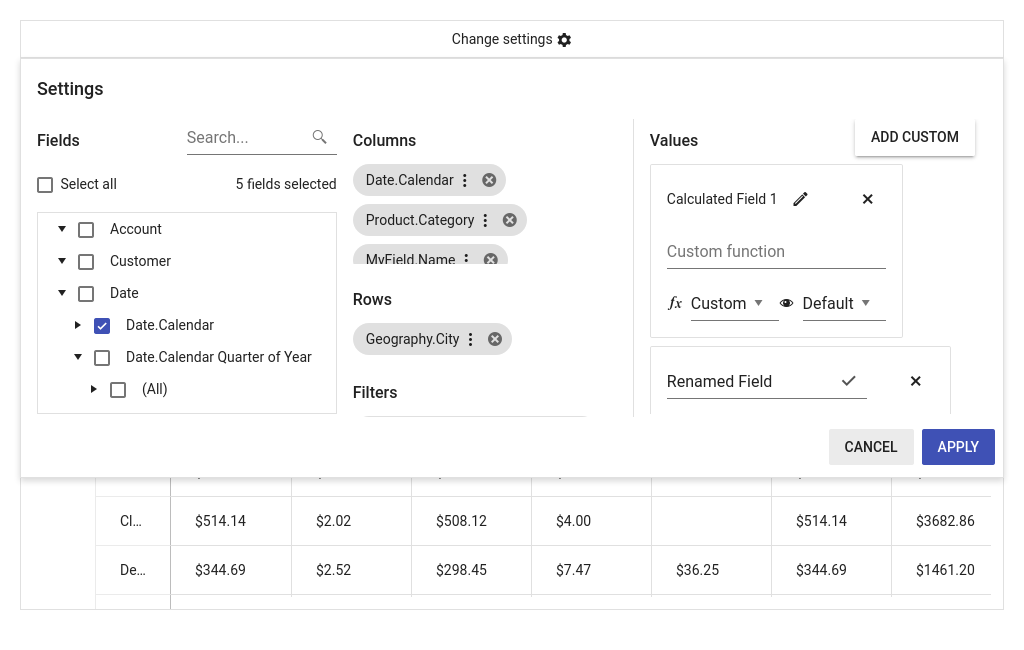 Change settings
Settings
Fields
Search...
Select all
5 fields selected
Account
Customer
Date
Date.Calendar
Date.Calendar Quarter of Year
(All)
Columns
Date.Calendar
Product.Category
MyField.Name
Rows
Geography.City
Filters
Values
ADD CUSTOM
Calculated Field 1
Custom function
fx Custom Default
Renamed Field
CANCEL APPLY
Cl... $514.14 $2.02 $508.12 $4.00 $514.14 $3682.86
De... $344.69 $2.52 $298.45 $7.47 $36.25 $344.69 $1461.20